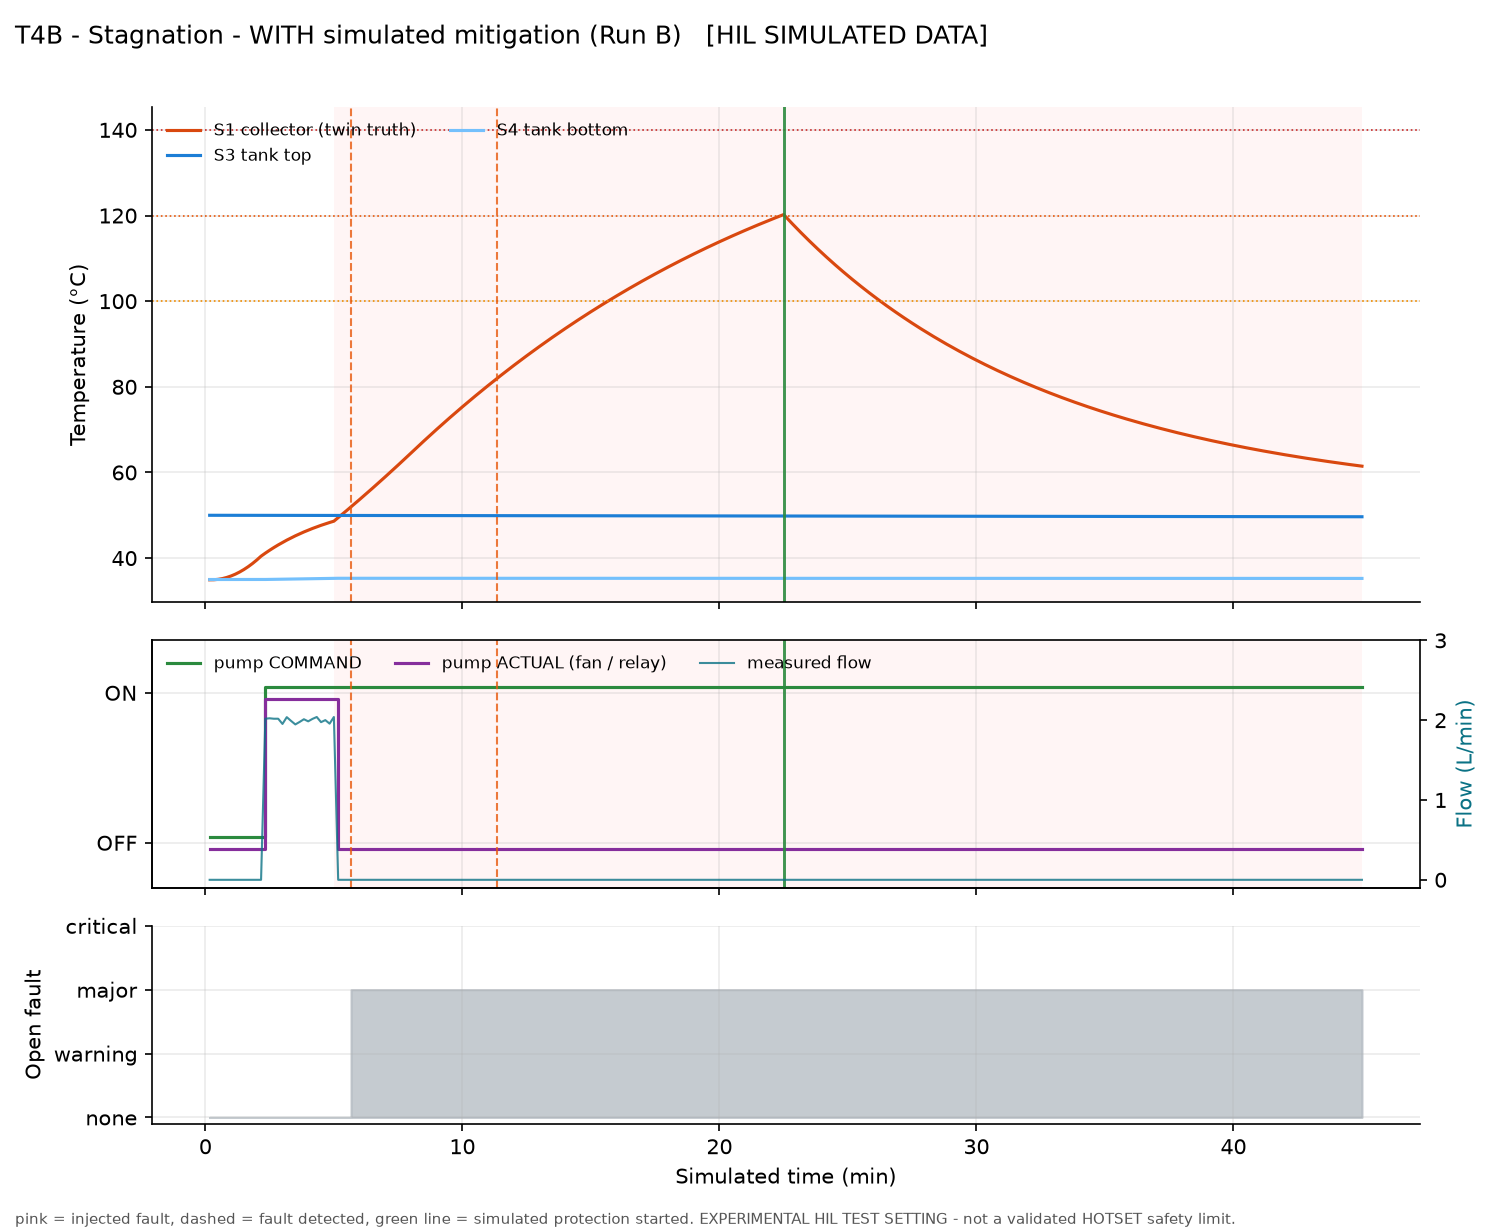 T4B - Stagnation - WITH simulated mitigation (Run B)   [HIL SIMULATED DATA]
S1 collector (twin truth)
S4 tank bottom
S3 tank top
Temperature (°C)
140
120
100
80
60
40
pump COMMAND
pump ACTUAL (fan / relay)
measured flow
ON
OFF
3
2
1
0
Flow (L/min)
Open fault
critical
major
warning
none
0
10
20
30
40
Simulated time (min)
pink = injected fault, dashed = fault detected, green line = simulated protection started. EXPERIMENTAL HIL TEST SETTING - not a validated HOTSET safety limit.